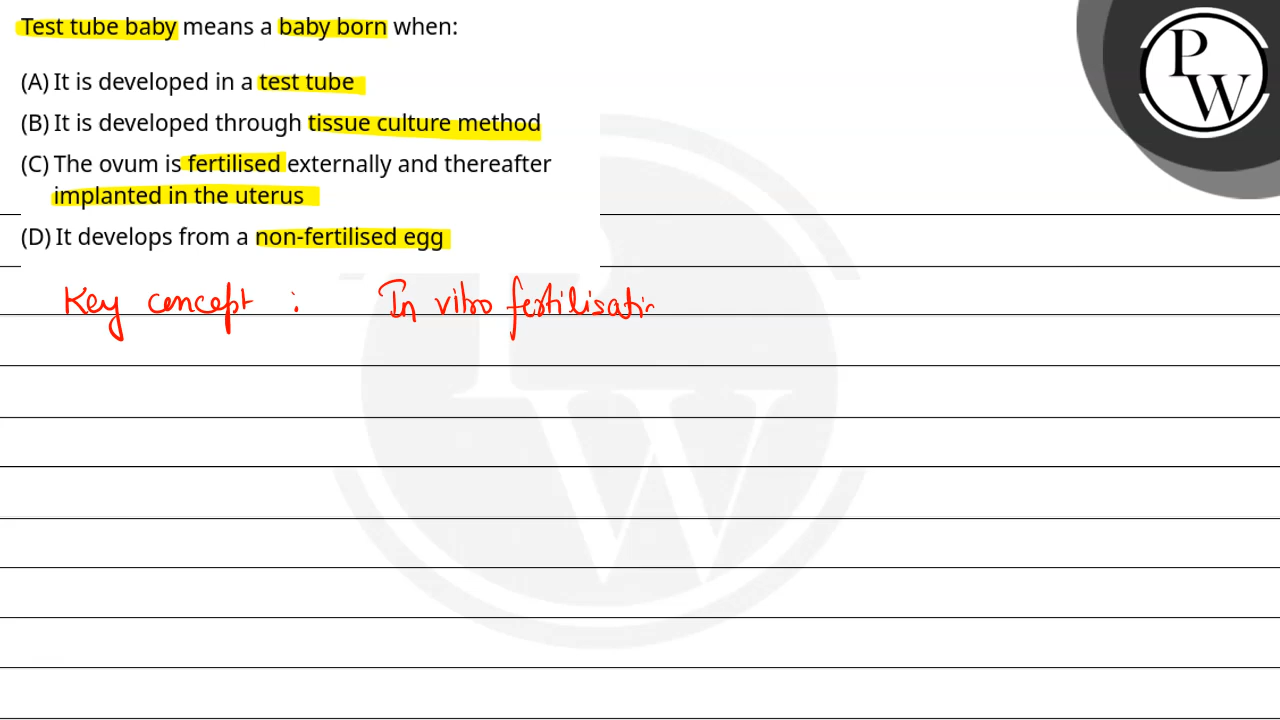 Test tube baby means a baby born when:
(A) It is developed in a test tube
(B) It is developed through tissue culture method
(C) The ovum is fertilised externally and thereafter
implanted in the uterus
(D) It develops from a non-fertilised egg
Key concept : In vitro fertilisatin
PW